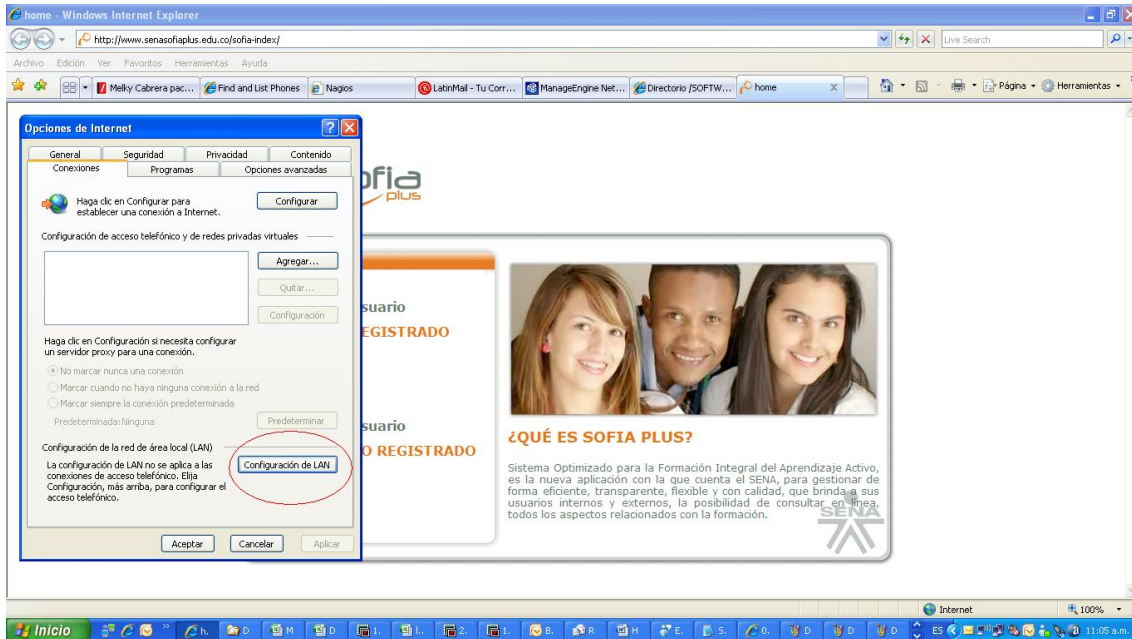 home - Windows Internet Explorer
http://www.senasofiaplus.edu.co/sofia-index/
Live Search
Archivo Edición Ver Favoritos Herramientas Ayuda
Melky Cabrera pac... Find and List Phones Nagios LatinMail - Tu Corr... ManageEngine Net... Directorio /SOFTW... home Página Herramientas
Opciones de Internet
General Seguridad Privacidad Contenido
Conexiones Programas Opciones avanzadas
Haga clic en Configurar para
establecer una conexión a Internet.
Configurar
Configuración de acceso telefónico y de redes privadas virtuales
Agregar...
Quitar...
Configuración
Haga clic en Configuración si necesita configurar
un servidor proxy para una conexión.
No marcar nunca una conexión
Marcar cuando no haya ninguna conexión a la red
Marcar siempre la conexión predeterminada
Predeterminada: Ninguna
Predeterminar
Configuración de la red de área local (LAN)
La configuración de LAN no se aplica a las
conexiones de acceso telefónico. Elija
Configuración, más arriba, para configurar el
acceso telefónico.
Configuración de LAN
Aceptar Cancelar Aplicar
ofia
plus
suario
EGISTRADO
suario
O REGISTRADO
¿QUÉ ES SOFIA PLUS?
Sistema Optimizado para la Formación Integral del Aprendizaje Activo,
es la nueva aplicación con la que cuenta el SENA, para gestionar de
forma eficiente, transparente, flexible y con calidad, que brinda a sus
usuarios internos y externos, la posibilidad de consultar en línea,
todos los aspectos relacionados con la formación.
SENA
Internet 100%
Inicio h. D M D 1. I.. 2. 1. B. R H E. S. 0. D D D ES 11:05 a.m.